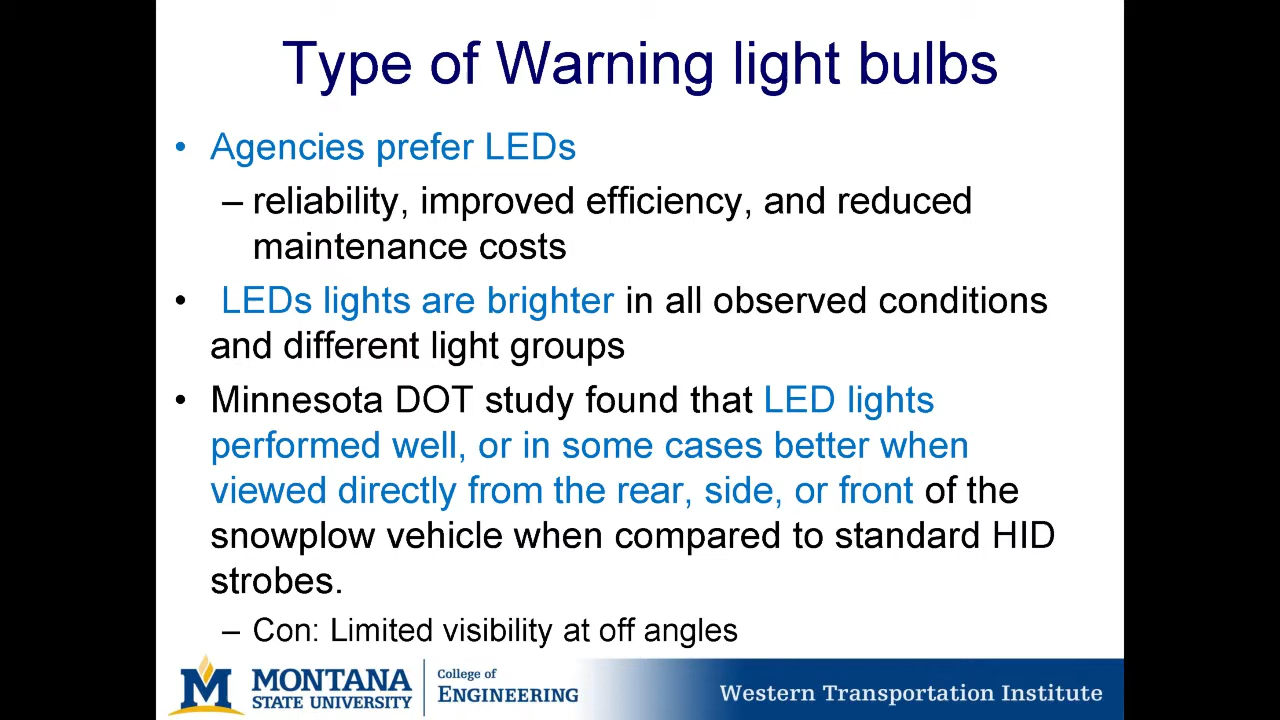 Type of Warning light bulbs
• Agencies prefer LEDs
– reliability, improved efficiency, and reduced
maintenance costs
• LEDs lights are brighter in all observed conditions
and different light groups
• Minnesota DOT study found that LED lights
performed well, or in some cases better when
viewed directly from the rear, side, or front of the
snowplow vehicle when compared to standard HID
strobes.
– Con: Limited visibility at off angles
M
MONTANA
STATE UNIVERSITY
College of
ENGINEERING
Western Transportation Institute